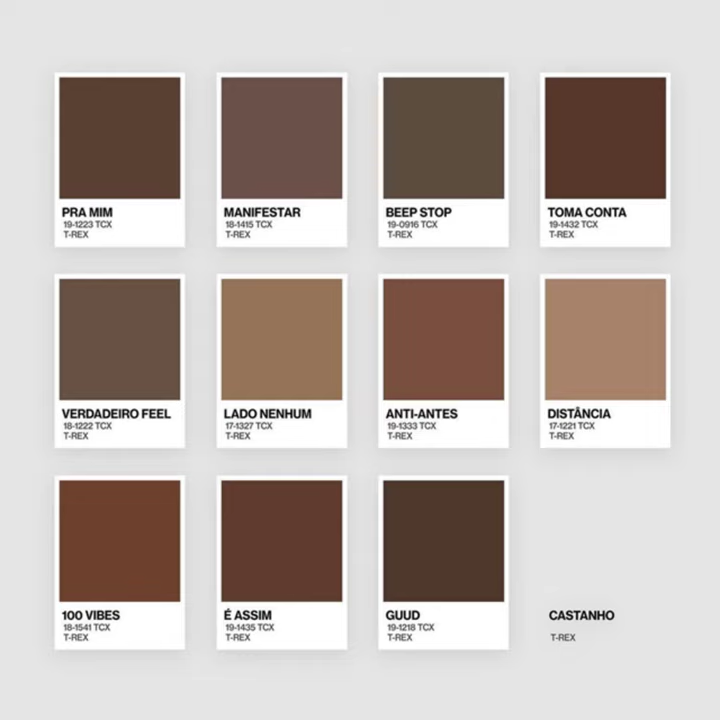 PRA MIM
19-1223 TCX
T-REX
MANIFESTAR
18-1415 TCX
T-REX
BEEP STOP
19-0916 TCX
T-REX
TOMA CONTA
19-1432 TCX
T-REX
VERDADEIRO FEEL
18-1222 TCX
T-REX
LADO NENHUM
17-1327 TCX
T-REX
ANTI-ANTES
19-1333 TCX
T-REX
DISTÂNCIA
17-1221 TCX
T-REX
100 VIBES
18-1541 TCX
T-REX
É ASSIM
19-1435 TCX
T-REX
GUUD
19-1218 TCX
T-REX
CASTANHO
T-REX